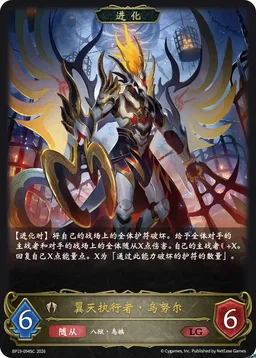 进化
【进化时】将自己的战场上的全体护符破坏。给予全体对手的
主战者和对手的战场上的全体随从X点伤害。自己的主战者(+X。
回复自己X点能量点。X为「通过此能力破坏的护符的数量」。
翼天执行者·乌努尔
6
随从
八狱·鸟族
LG
6
BP13-094SC 2026
© Cygames, Inc. Published by NetEase Games